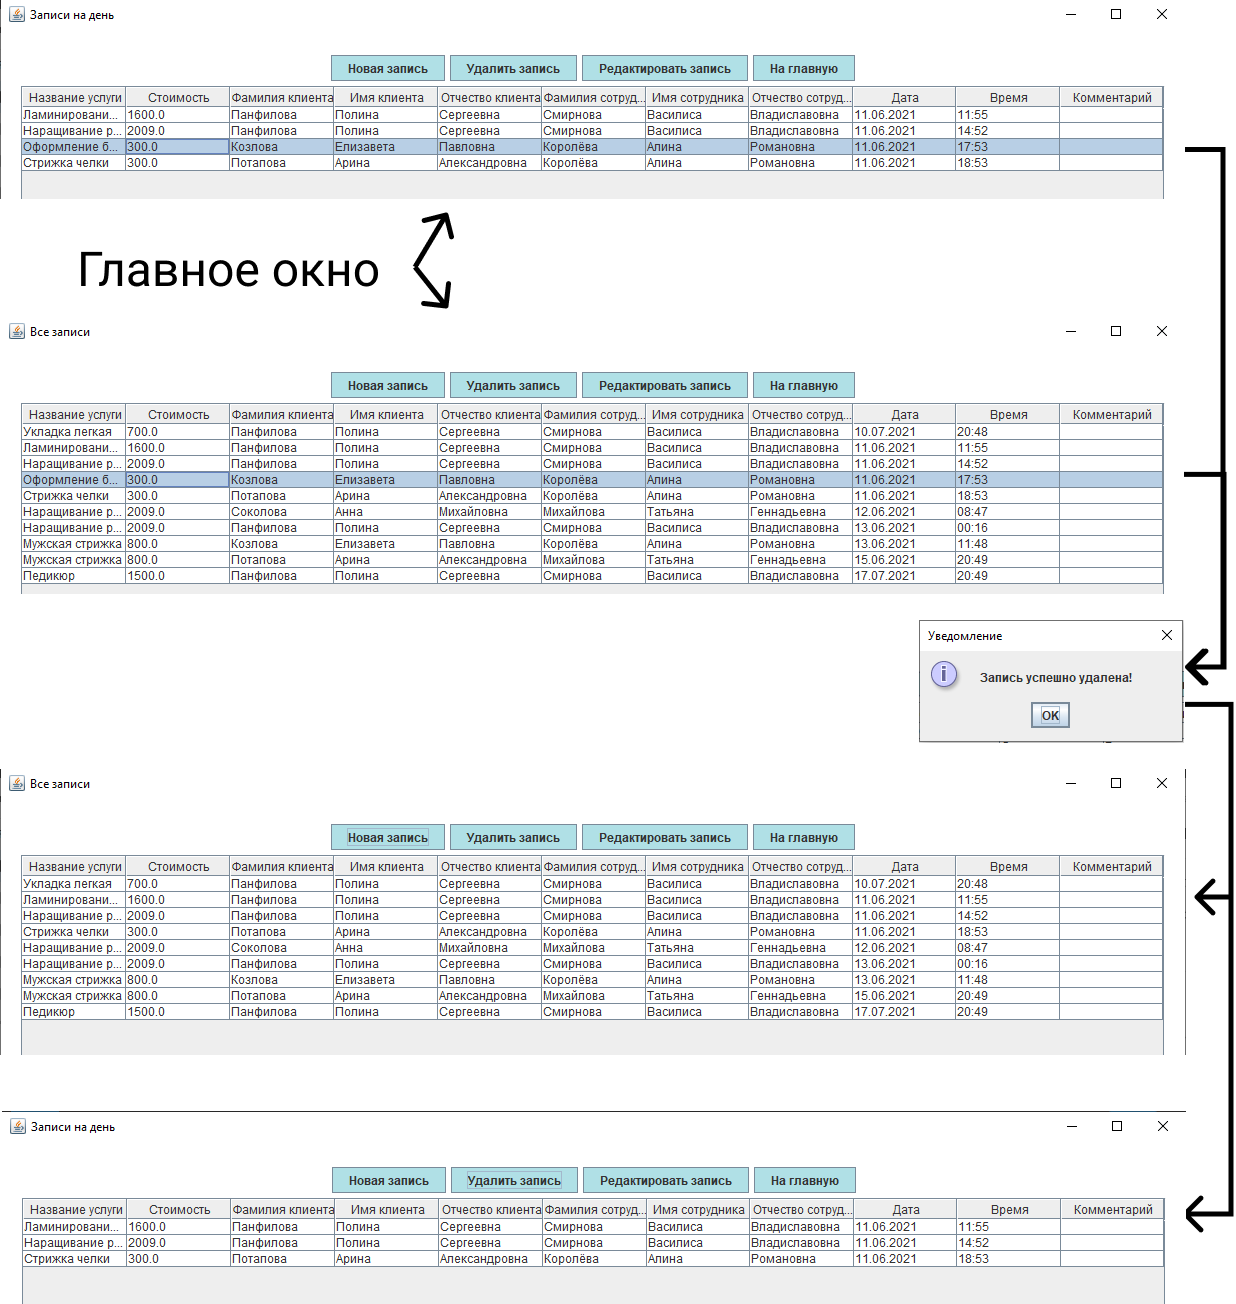 Записи на день
Новая запись Удалить запись Редактировать запись На главную
Название услуги Стоимость Фамилия клиента Имя клиента Отчество клиента Фамилия сотруд... Имя сотрудника Отчество сотруд... Дата Время Комментарий
Ламинировани... 1600.0 Панфилова Полина Сергеевна Смирнова Василиса Владиславовна 11.06.2021 11:55
Наращивание р... 2009.0 Панфилова Полина Сергеевна Смирнова Василиса Владиславовна 11.06.2021 14:52
Оформление б... 300.0 Козлова Елизавета Павловна Королёва Алина Романовна 11.06.2021 17:53
Стрижка челки 300.0 Потапова Арина Александровна Королёва Алина Романовна 11.06.2021 18:53
Главное окно
Все записи
Новая запись Удалить запись Редактировать запись На главную
Название услуги Стоимость Фамилия клиента Имя клиента Отчество клиента Фамилия сотруд... Имя сотрудника Отчество сотруд... Дата Время Комментарий
Укладка легкая 700.0 Панфилова Полина Сергеевна Смирнова Василиса Владиславовна 10.07.2021 20:48
Ламинировани... 1600.0 Панфилова Полина Сергеевна Смирнова Василиса Владиславовна 11.06.2021 11:55
Наращивание р... 2009.0 Панфилова Полина Сергеевна Смирнова Василиса Владиславовна 11.06.2021 14:52
Оформление б... 300.0 Козлова Елизавета Павловна Королёва Алина Романовна 11.06.2021 17:53
Стрижка челки 300.0 Потапова Арина Александровна Королёва Алина Романовна 11.06.2021 18:53
Наращивание р... 2009.0 Соколова Анна Михайловна Михайлова Татьяна Геннадьевна 12.06.2021 08:47
Наращивание р... 2009.0 Панфилова Полина Сергеевна Смирнова Василиса Владиславовна 13.06.2021 00:16
Мужская стрижка 800.0 Козлова Елизавета Павловна Королёва Алина Романовна 13.06.2021 11:48
Мужская стрижка 800.0 Потапова Арина Александровна Михайлова Татьяна Геннадьевна 15.06.2021 20:49
Педикюр 1500.0 Панфилова Полина Сергеевна Смирнова Василиса Владиславовна 17.07.2021 20:49
Уведомление
Запись успешно удалена!
OK
Все записи
Новая запись Удалить запись Редактировать запись На главную
Название услуги Стоимость Фамилия клиента Имя клиента Отчество клиента Фамилия сотруд... Имя сотрудника Отчество сотруд... Дата Время Комментарий
Укладка легкая 700.0 Панфилова Полина Сергеевна Смирнова Василиса Владиславовна 10.07.2021 20:48
Ламинировани... 1600.0 Панфилова Полина Сергеевна Смирнова Василиса Владиславовна 11.06.2021 11:55
Наращивание р... 2009.0 Панфилова Полина Сергеевна Смирнова Василиса Владиславовна 11.06.2021 14:52
Стрижка челки 300.0 Потапова Арина Александровна Королёва Алина Романовна 11.06.2021 18:53
Наращивание р... 2009.0 Соколова Анна Михайловна Михайлова Татьяна Геннадьевна 12.06.2021 08:47
Наращивание р... 2009.0 Панфилова Полина Сергеевна Смирнова Василиса Владиславовна 13.06.2021 00:16
Мужская стрижка 800.0 Козлова Елизавета Павловна Королёва Алина Романовна 13.06.2021 11:48
Мужская стрижка 800.0 Потапова Арина Александровна Михайлова Татьяна Геннадьевна 15.06.2021 20:49
Педикюр 1500.0 Панфилова Полина Сергеевна Смирнова Василиса Владиславовна 17.07.2021 20:49
Записи на день
Новая запись Удалить запись Редактировать запись На главную
Название услуги Стоимость Фамилия клиента Имя клиента Отчество клиента Фамилия сотруд... Имя сотрудника Отчество сотруд... Дата Время Комментарий
Ламинировани... 1600.0 Панфилова Полина Сергеевна Смирнова Василиса Владиславовна 11.06.2021 11:55
Наращивание р... 2009.0 Панфилова Полина Сергеевна Смирнова Василиса Владиславовна 11.06.2021 14:52
Стрижка челки 300.0 Потапова Арина Александровна Королёва Алина Романовна 11.06.2021 18:53